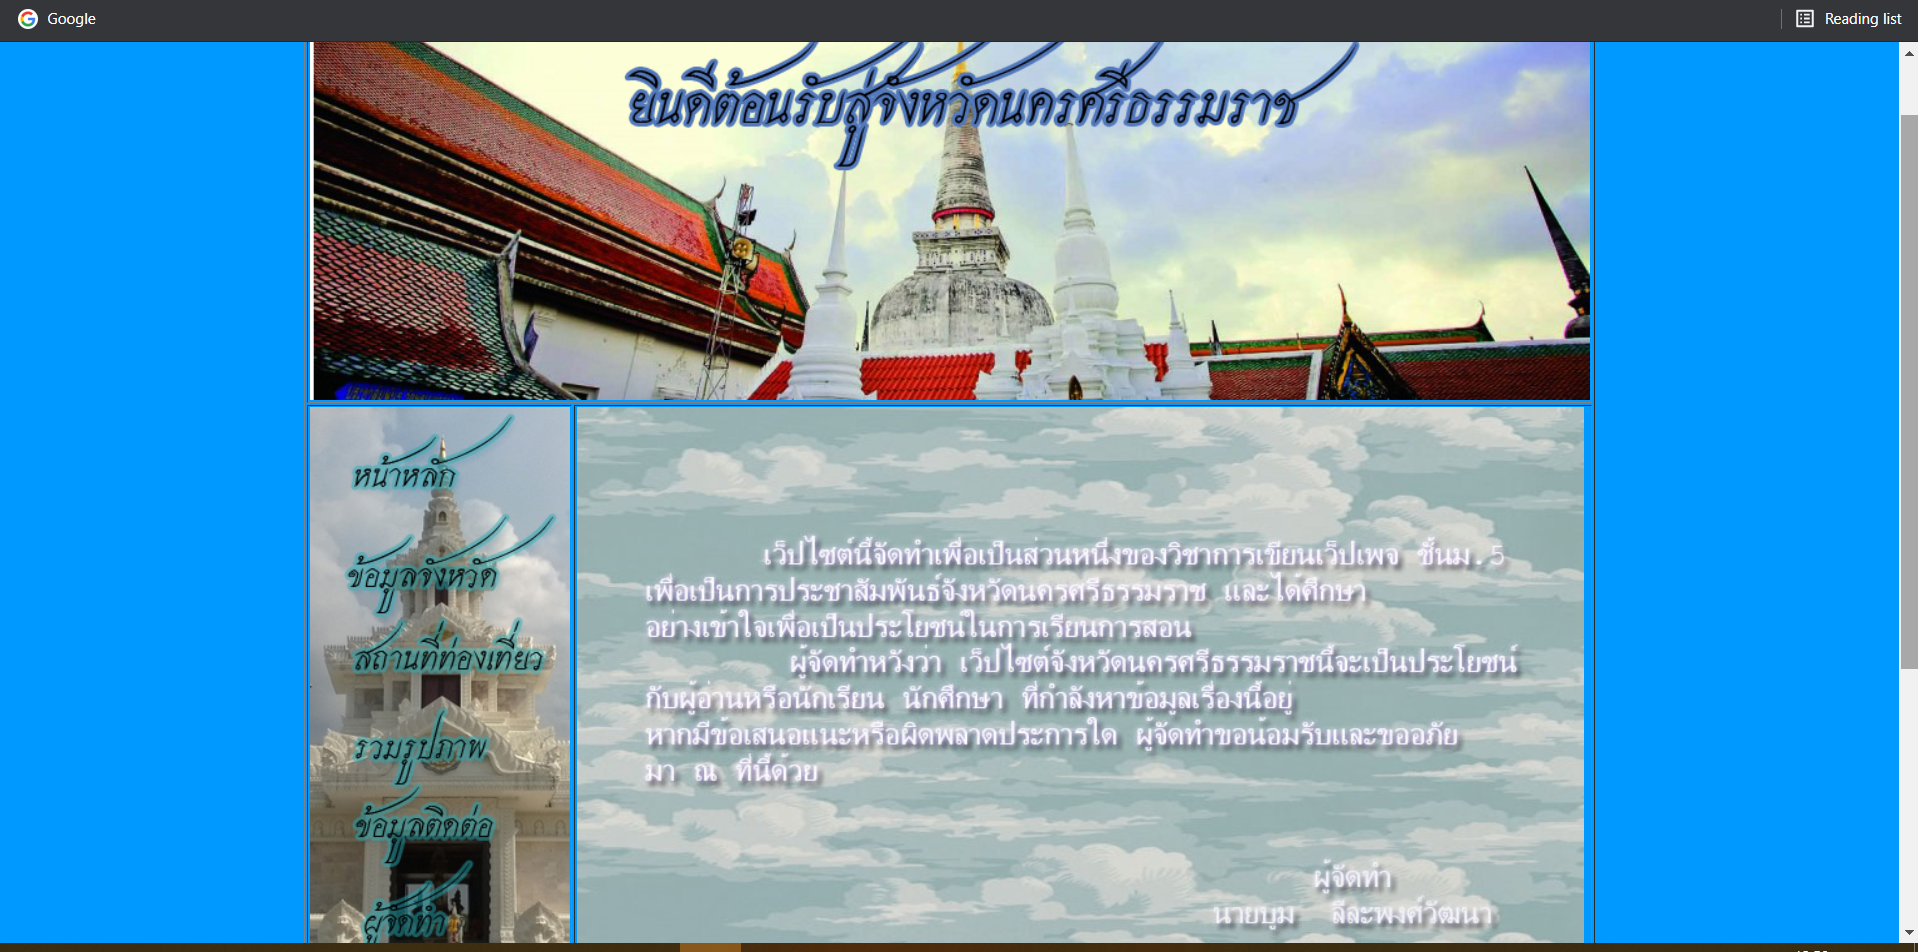 Google
Reading list
ยินดีต้อนรับสู่จังหวัดนครศรีธรรมราช
หน้าหลัก
ข้อมูลจังหวัด
สถานที่ท่องเที่ยว
รวมรูปภาพ
ข้อมูลติดต่อ
ผู้จัดทำ
เว็ปไซต์นี้จัดทำเพื่อเป็นส่วนหนึ่งของวิชาการเขียนเว็ปเพจ ชั้นม.5
เพื่อเป็นการประชาสัมพันธ์จังหวัดนครศรีธรรมราช และได้ศึกษา
อย่างเข้าใจเพื่อเป็นประโยชน์ในการเรียนการสอน
ผู้จัดทำหวังว่า เว็ปไซต์จังหวัดนครศรีธรรมราชนี้จะเป็นประโยชน์
กับผู้อ่านหรือนักเรียน นักศึกษา ที่กำลังหาข้อมูลเรื่องนี้อยู่
หากมีข้อเสนอแนะหรือผิดพลาดประการใด ผู้จัดทำขอน้อมรับและขออภัย
มา ณ ที่นี้ด้วย
ผู้จัดทำ
นายบูม ลีละพงศ์วัฒนา